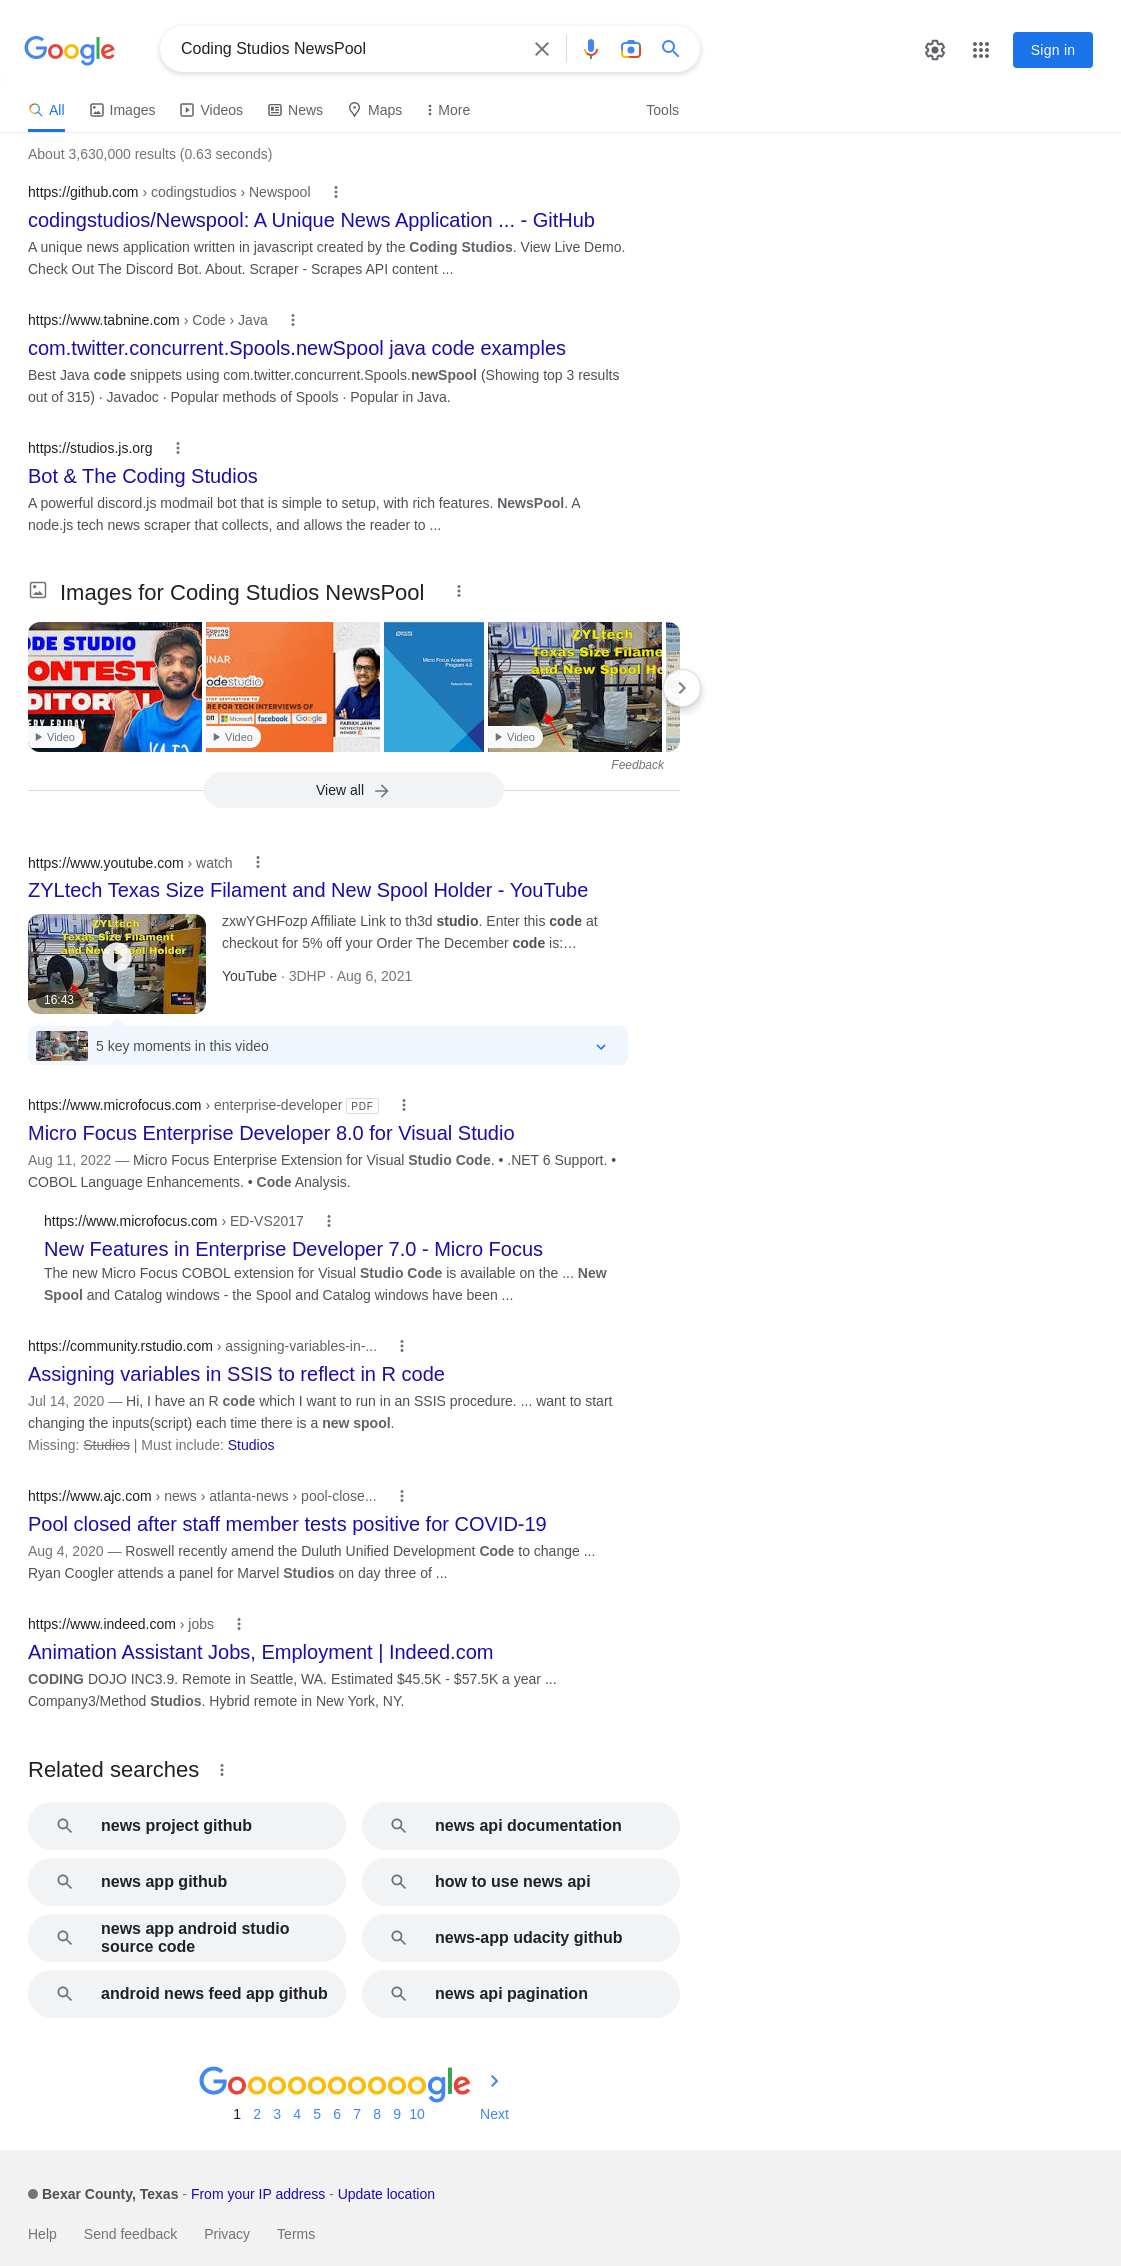 Google
Coding Studios NewsPool
Sign in
All
Images
Videos
News
Maps
More
Tools
About 3,630,000 results (0.63 seconds)
https://github.com › codingstudios › Newspool
codingstudios/Newspool: A Unique News Application ... - GitHub
A unique news application written in javascript created by the Coding Studios. View Live Demo.
Check Out The Discord Bot. About. Scraper - Scrapes API content ...
https://www.tabnine.com › Code › Java
com.twitter.concurrent.Spools.newSpool java code examples
Best Java code snippets using com.twitter.concurrent.Spools.newSpool (Showing top 3 results
out of 315) · Javadoc · Popular methods of Spools · Popular in Java.
https://studios.js.org
Bot & The Coding Studios
A powerful discord.js modmail bot that is simple to setup, with rich features. NewsPool. A
node.js tech news scraper that collects, and allows the reader to ...
Images for Coding Studios NewsPool
ODE STUDIO
ONTEST
DITORIAL
ERY FRIDAY
Video
INAR
odestudio
RE FOR TECH INTERVIEWS OF
Microsoft
facebook
Google
PARIKH JAIN
Video
Micro Focus Academic
Program 4.0
Release Notes
3DHP
ZYLtech
Texas Size Filame
and New Spool Ho
Video
Feedback
View all
https://www.youtube.com › watch
ZYLtech Texas Size Filament and New Spool Holder - YouTube
3DHP
ZYLtech
Texas Size Filament
and New Spool Holder
16:43
zxwYGHFozp Affiliate Link to th3d studio. Enter this code at
checkout for 5% off your Order The December code is:…
YouTube · 3DHP · Aug 6, 2021
5 key moments in this video
https://www.microfocus.com › enterprise-developer PDF
Micro Focus Enterprise Developer 8.0 for Visual Studio
Aug 11, 2022 — Micro Focus Enterprise Extension for Visual Studio Code. • .NET 6 Support. •
COBOL Language Enhancements. • Code Analysis.
https://www.microfocus.com › ED-VS2017
New Features in Enterprise Developer 7.0 - Micro Focus
The new Micro Focus COBOL extension for Visual Studio Code is available on the ... New
Spool and Catalog windows - the Spool and Catalog windows have been ...
https://community.rstudio.com › assigning-variables-in-...
Assigning variables in SSIS to reflect in R code
Jul 14, 2020 — Hi, I have an R code which I want to run in an SSIS procedure. ... want to start
changing the inputs(script) each time there is a new spool.
Missing: Studios | Must include: Studios
https://www.ajc.com › news › atlanta-news › pool-close...
Pool closed after staff member tests positive for COVID-19
Aug 4, 2020 — Roswell recently amend the Duluth Unified Development Code to change ...
Ryan Coogler attends a panel for Marvel Studios on day three of ...
https://www.indeed.com › jobs
Animation Assistant Jobs, Employment | Indeed.com
CODING DOJO INC3.9. Remote in Seattle, WA. Estimated $45.5K - $57.5K a year ...
Company3/Method Studios. Hybrid remote in New York, NY.
Related searches
news project github
news api documentation
news app github
how to use news api
news app android studio
source code
news-app udacity github
android news feed app github
news api pagination
Goooooooooogle
1 2 3 4 5 6 7 8 9 10 Next
Bexar County, Texas - From your IP address - Update location
Help
Send feedback
Privacy
Terms